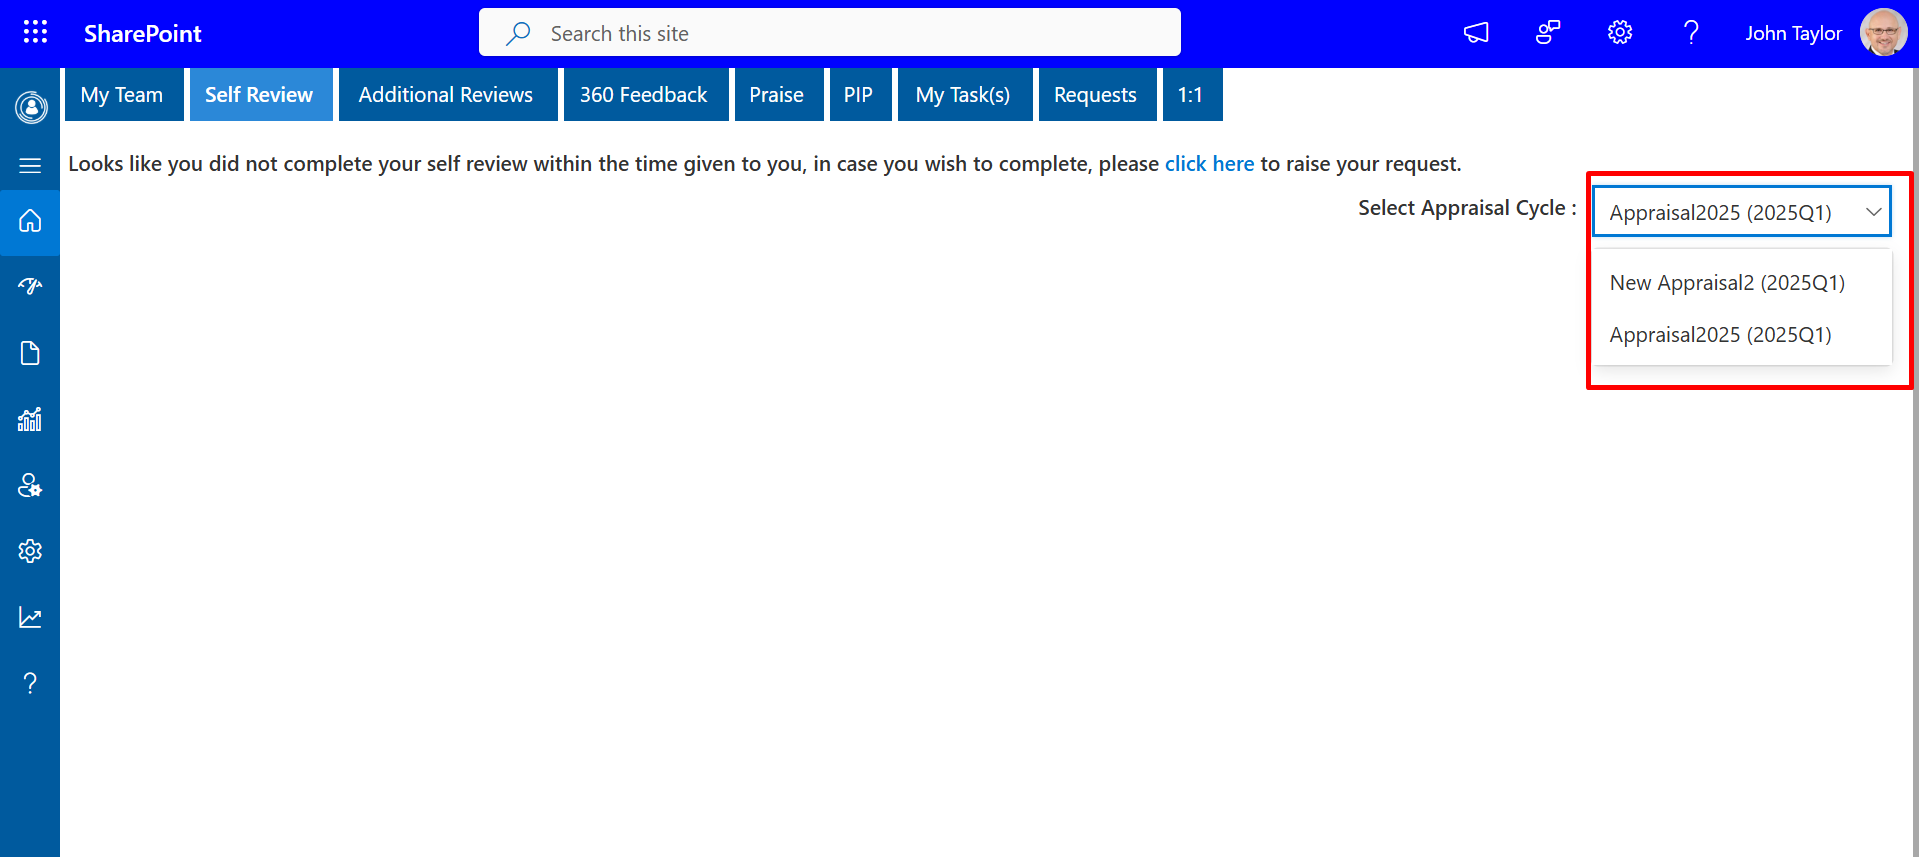 SharePoint
Search this site
John Taylor
My Team
Self Review
Additional Reviews
360 Feedback
Praise
PIP
My Task(s)
Requests
1:1
Looks like you did not complete your self review within the time given to you, in case you wish to complete, please click here to raise your request.
Select Appraisal Cycle :
Appraisal2025 (2025Q1)
New Appraisal2 (2025Q1)
Appraisal2025 (2025Q1)